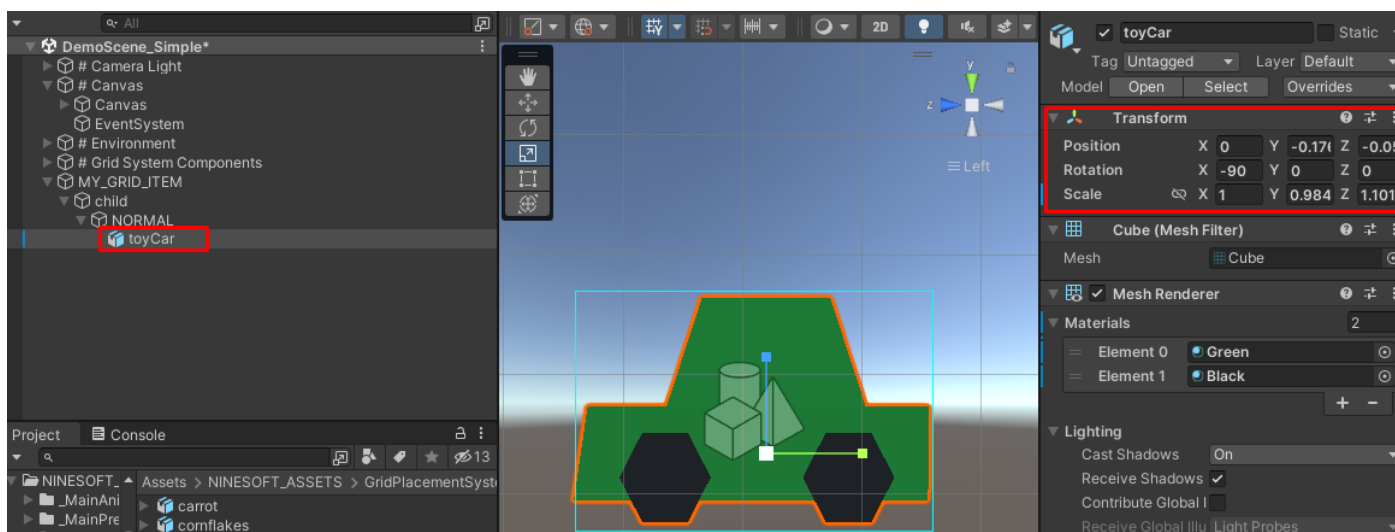 All
DemoScene_Simple*
# Camera Light
# Canvas
Canvas
EventSystem
# Environment
# Grid System Components
MY_GRID_ITEM
child
NORMAL
toyCar
Project Console
13
NINESOFT_ Assets > NINESOFT_ASSETS > GridPlacementSyste
_MainAni carrot
_MainPre cornflakes
2D
y
z
Left
toyCar Static
Tag Untagged Layer Default
Model Open Select Overrides
Transform
Position X 0 Y -0.176 Z -0.05
Rotation X -90 Y 0 Z 0
Scale X 1 Y 0.984 Z 1.101
Cube (Mesh Filter)
Mesh Cube
Mesh Renderer
Materials 2
Element 0 Green
Element 1 Black
+ -
Lighting
Cast Shadows On
Receive Shadows
Contribute Global I
Receive Global Illu Light Probes